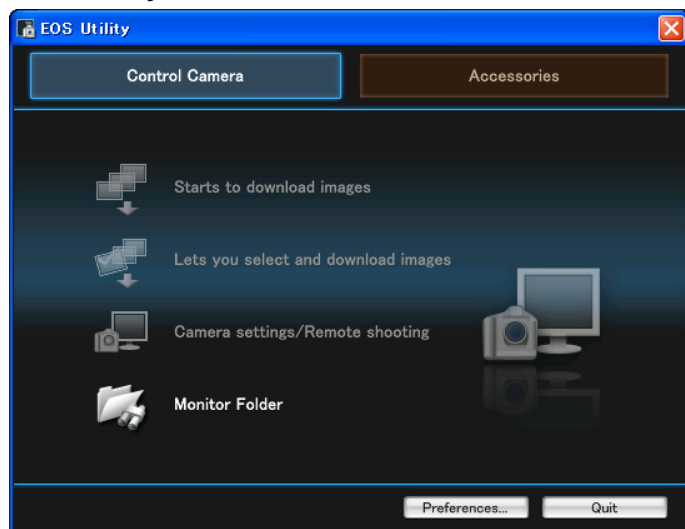 EOS Utility
Control Camera
Accessories
Starts to download images
Lets you select and download images
Camera settings/Remote shooting
Monitor Folder
Preferences...
Quit